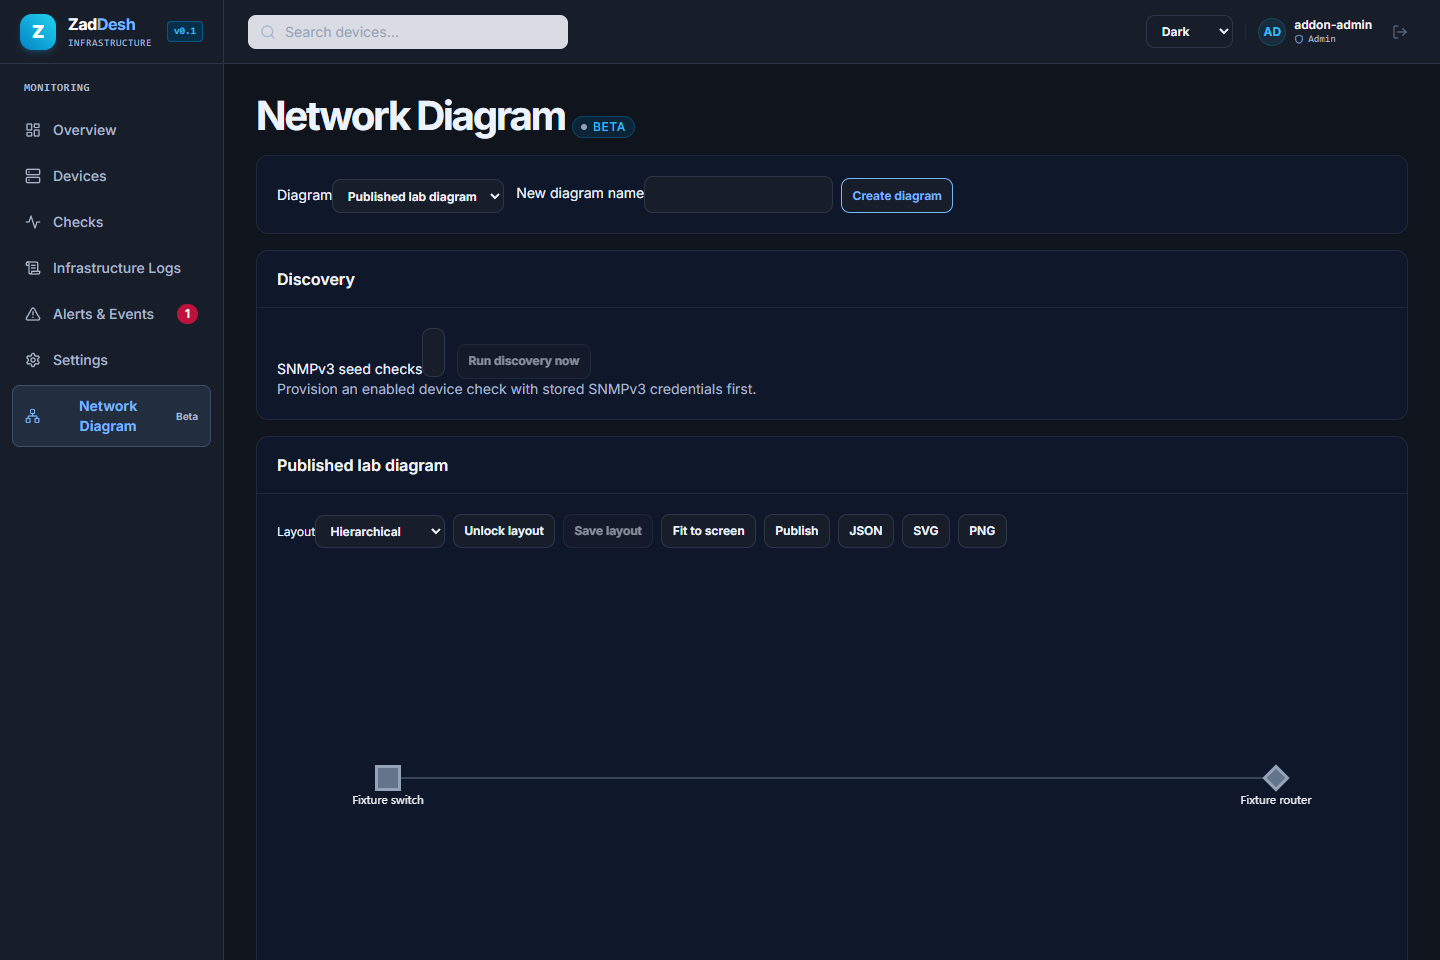 Z
ZadDesh
INFRASTRUCTURE
v0.1
Search devices...
Dark
AD
addon-admin
Admin
MONITORING
Overview
Devices
Checks
Infrastructure Logs
Alerts & Events
1
Settings
Network
Diagram
Beta
Network Diagram
BETA
Diagram
Published lab diagram
New diagram name
Create diagram
Discovery
SNMPv3 seed checks
Run discovery now
Provision an enabled device check with stored SNMPv3 credentials first.
Published lab diagram
Layout
Hierarchical
Unlock layout
Save layout
Fit to screen
Publish
JSON
SVG
PNG
Fixture switch
Fixture router